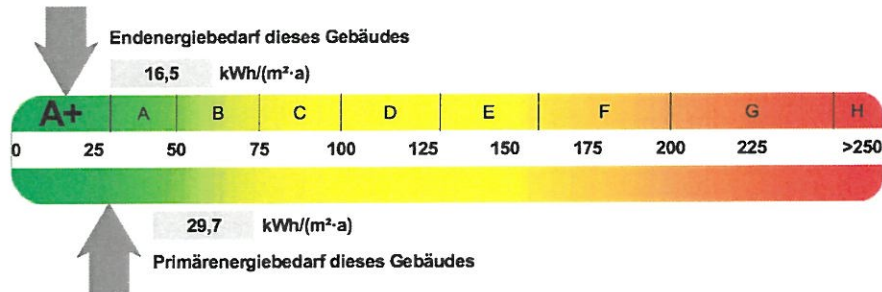 Endenergiebedarf dieses Gebäudes
16,5 kWh/(m²·a)
A+ A B C D E F G H
0 25 50 75 100 125 150 175 200 225 >250
29,7 kWh/(m²·a)
Primärenergiebedarf dieses Gebäudes